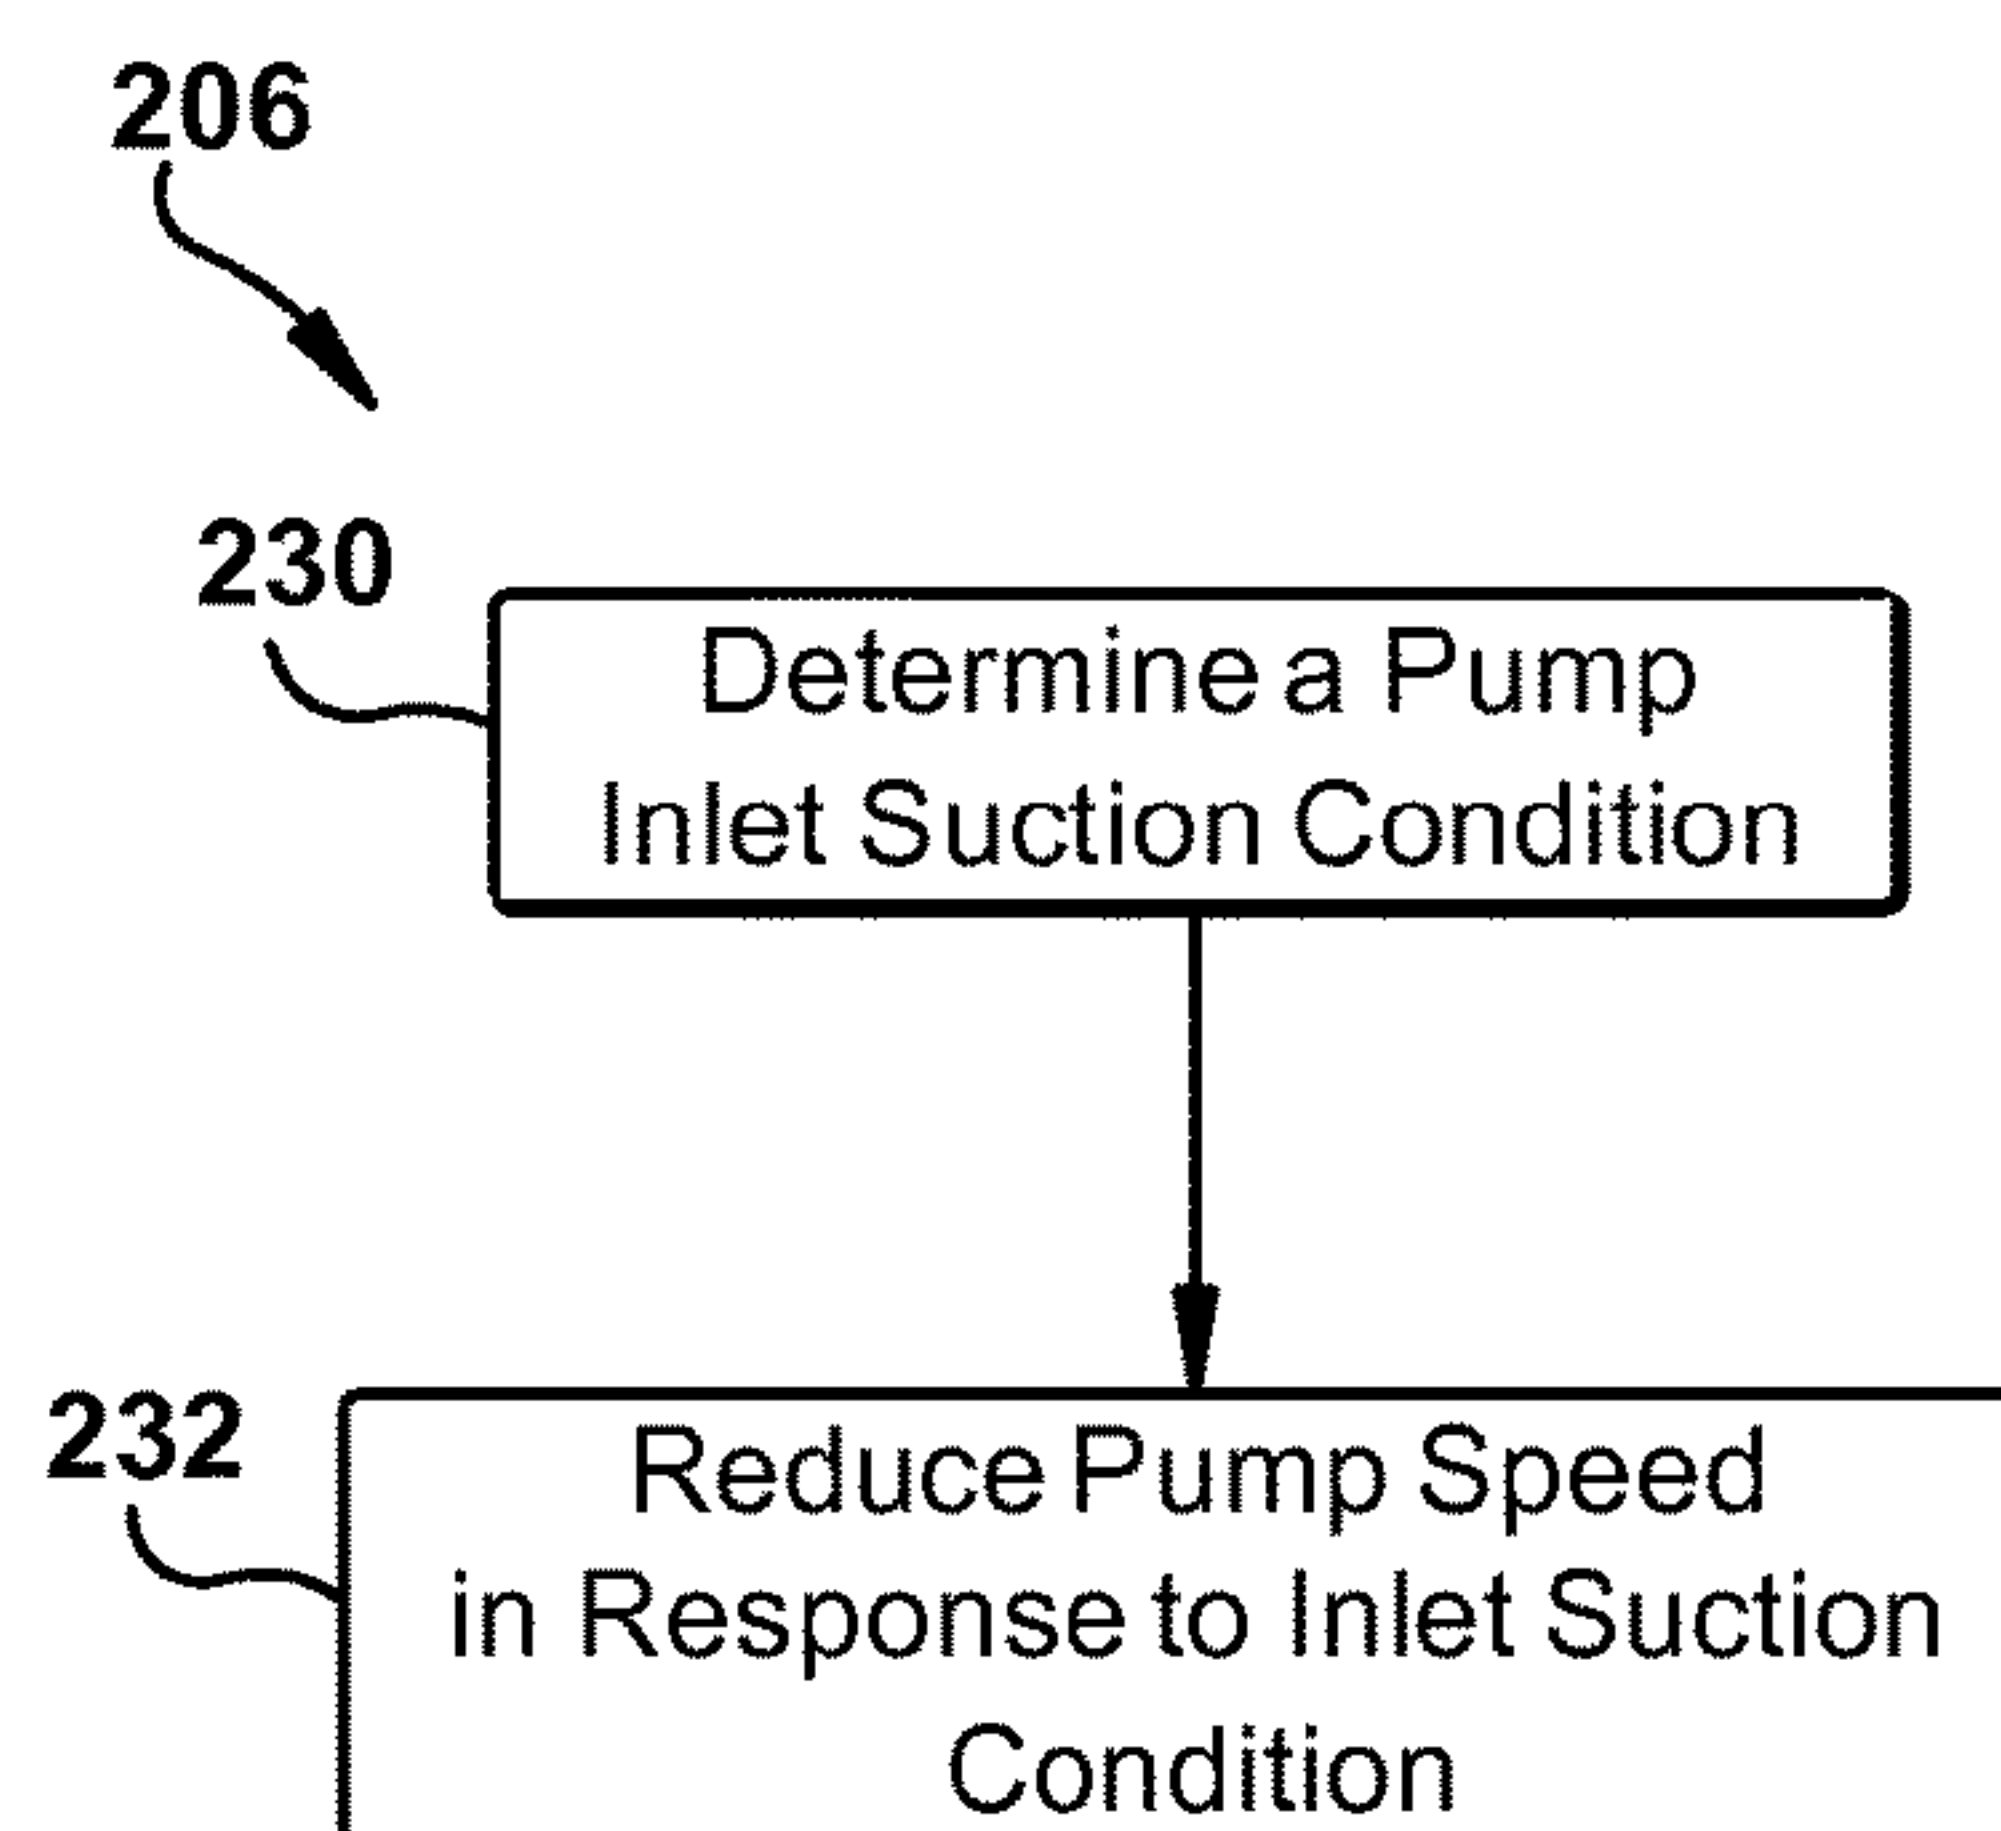 206
230
Determine a Pump
Inlet Suction Condition
232
Reduce Pump Speed
in Response to Inlet Suction
Condition